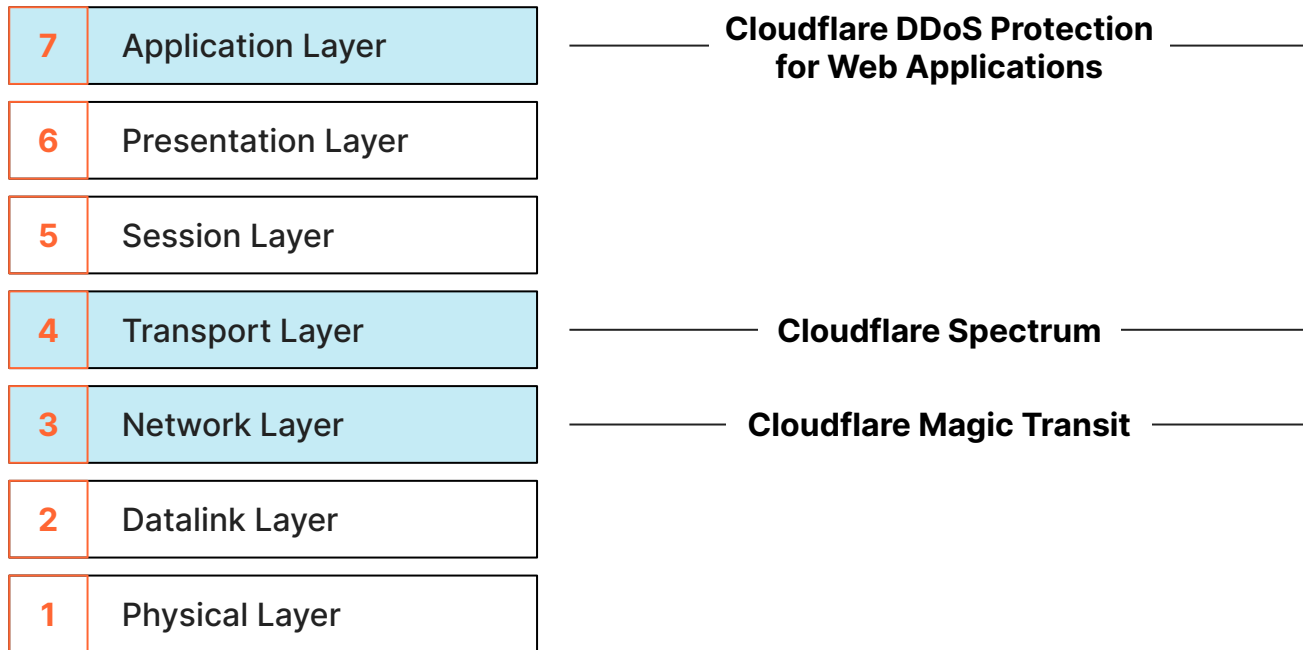 7 Application Layer
Cloudflare DDoS Protection
for Web Applications
6 Presentation Layer
5 Session Layer
4 Transport Layer
Cloudflare Spectrum
3 Network Layer
Cloudflare Magic Transit
2 Datalink Layer
1 Physical Layer